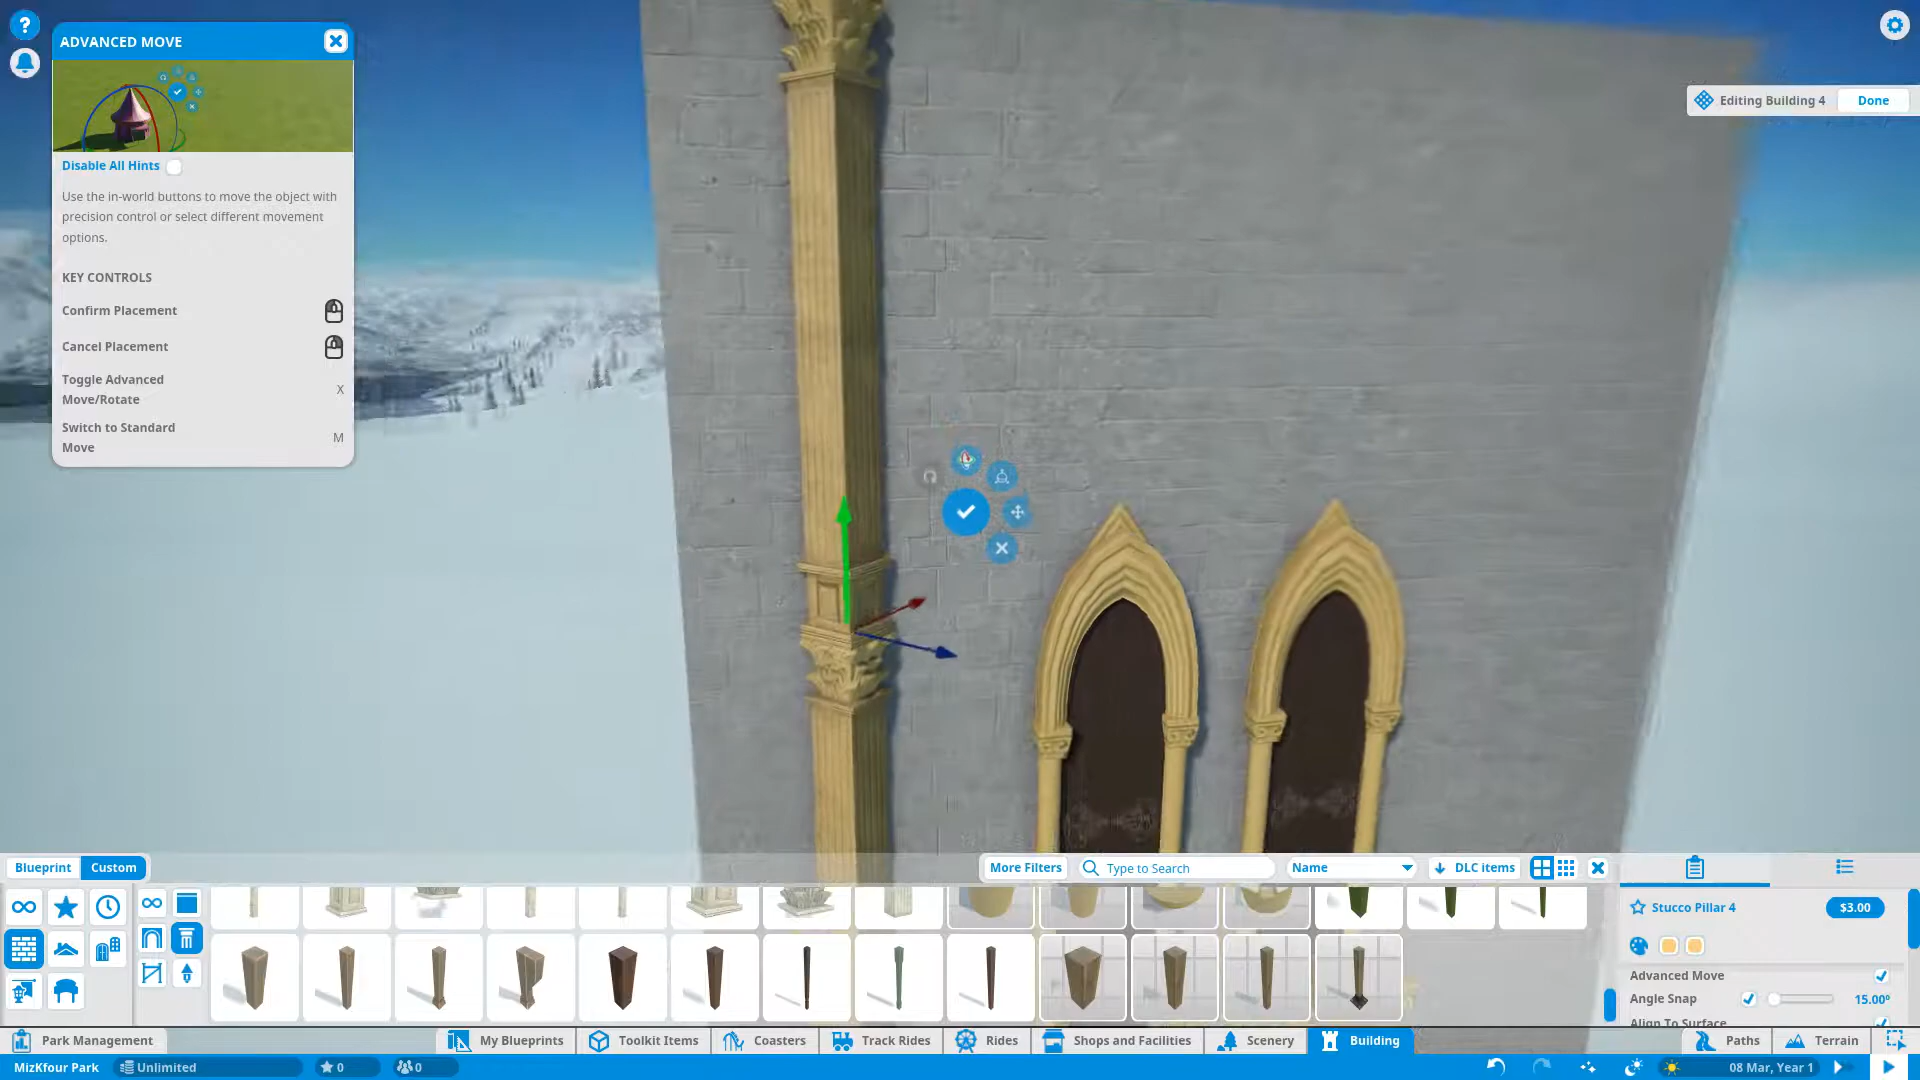 ?
ADVANCED MOVE
Disable All Hints
Use the in-world buttons to move the object with
precision control or select different movement
options.
KEY CONTROLS
Confirm Placement
Cancel Placement
Toggle Advanced
Move/Rotate
X
Switch to Standard
Move
M
Editing Building 4
Done
Blueprint
Custom
More Filters
Type to Search
Name
DLC items
Stucco Pillar 4
$3.00
Advanced Move
Angle Snap
15.00°
Align To Surface
Park Management
My Blueprints
Toolkit Items
Coasters
Track Rides
Rides
Shops and Facilities
Scenery
Building
Paths
Terrain
MizKfour Park
Unlimited
0
0
08 Mar, Year 1